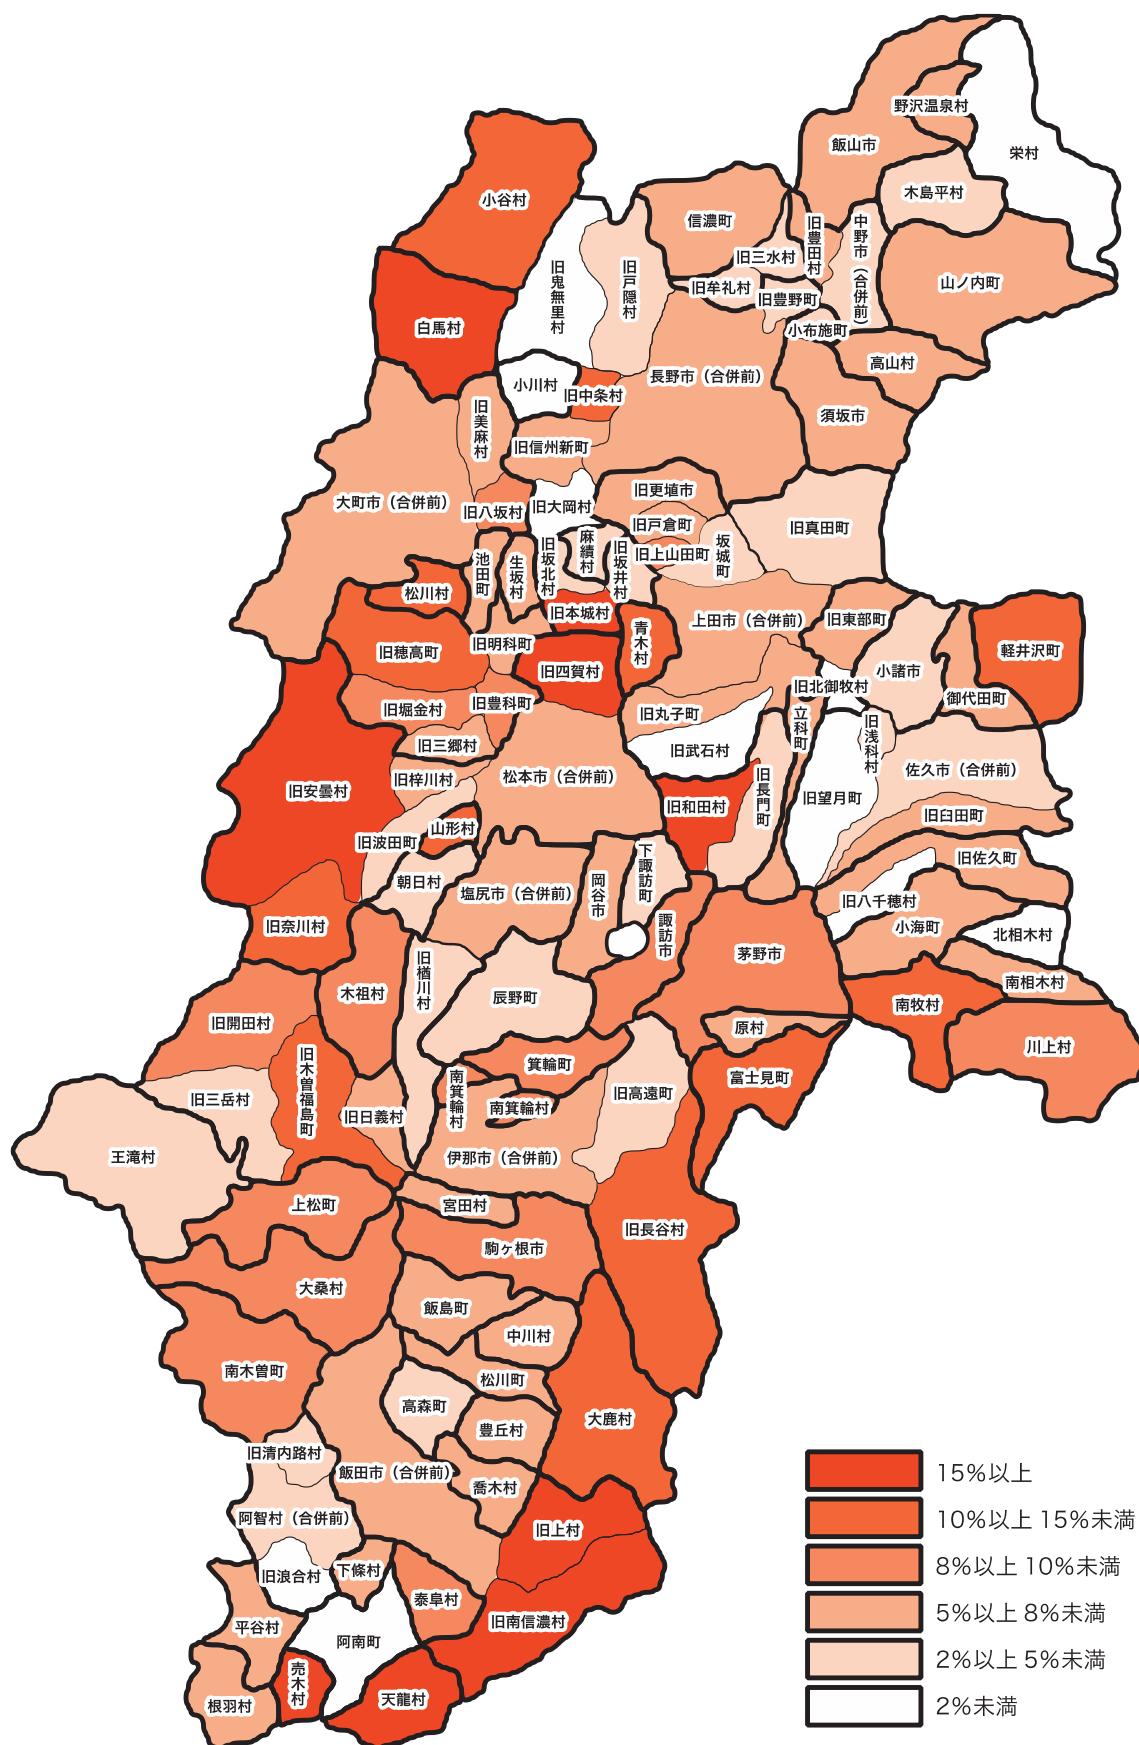 野沢温泉村
飯山市
栄村
木島平村
小谷村
信濃町
旧三水村
旧豊田村
中野市（合併前）
旧鬼無里村
旧戸隠村
旧牟礼村
旧豊野町
山ノ内町
小布施町
白馬村
高山村
小川村
旧中条村
長野市（合併前）
須坂市
旧美麻村
旧信州新町
大町市（合併前）
旧八坂村
旧大岡村
旧更埴市
旧戸倉町
旧上山田町
坂城町
旧真田町
池田町
生坂村
旧坂北村
麻績村
旧坂井村
松川村
旧本城村
青木村
上田市（合併前）
旧東部町
軽井沢町
旧穂高町
旧明科町
旧四賀村
小諸市
旧北御牧村
御代田町
旧堀金村
旧豊科町
旧丸子町
立科町
旧浅科村
旧三郷村
旧武石村
旧梓川村
松本市（合併前）
旧長門町
旧望月町
佐久市（合併前）
旧安曇村
旧和田村
旧臼田町
山形村
旧波田町
下諏訪町
旧佐久町
朝日村
塩尻市（合併前）
岡谷市
旧八千穂村
小海町
北相木村
旧奈川村
諏訪市
茅野市
旧楢川村
木祖村
辰野町
南相木村
南牧村
旧開田村
原村
川上村
旧木曽福島町
箕輪町
富士見町
旧三岳村
旧日義村
南箕輪村
南箕輪村
旧高遠町
王滝村
伊那市（合併前）
上松町
宮田村
旧長谷村
駒ヶ根市
大桑村
飯島町
中川村
南木曽町
松川町
高森町
大鹿村
豊丘村
旧清内路村
飯田市（合併前）
喬木村
阿智村（合併前）
旧上村
旧浪合村
下條村
泰阜村
旧南信濃村
平谷村
阿南町
売木村
天龍村
根羽村
15%以上
10%以上 15%未満
8%以上 10%未満
5%以上 8%未満
2%以上 5%未満
2%未満